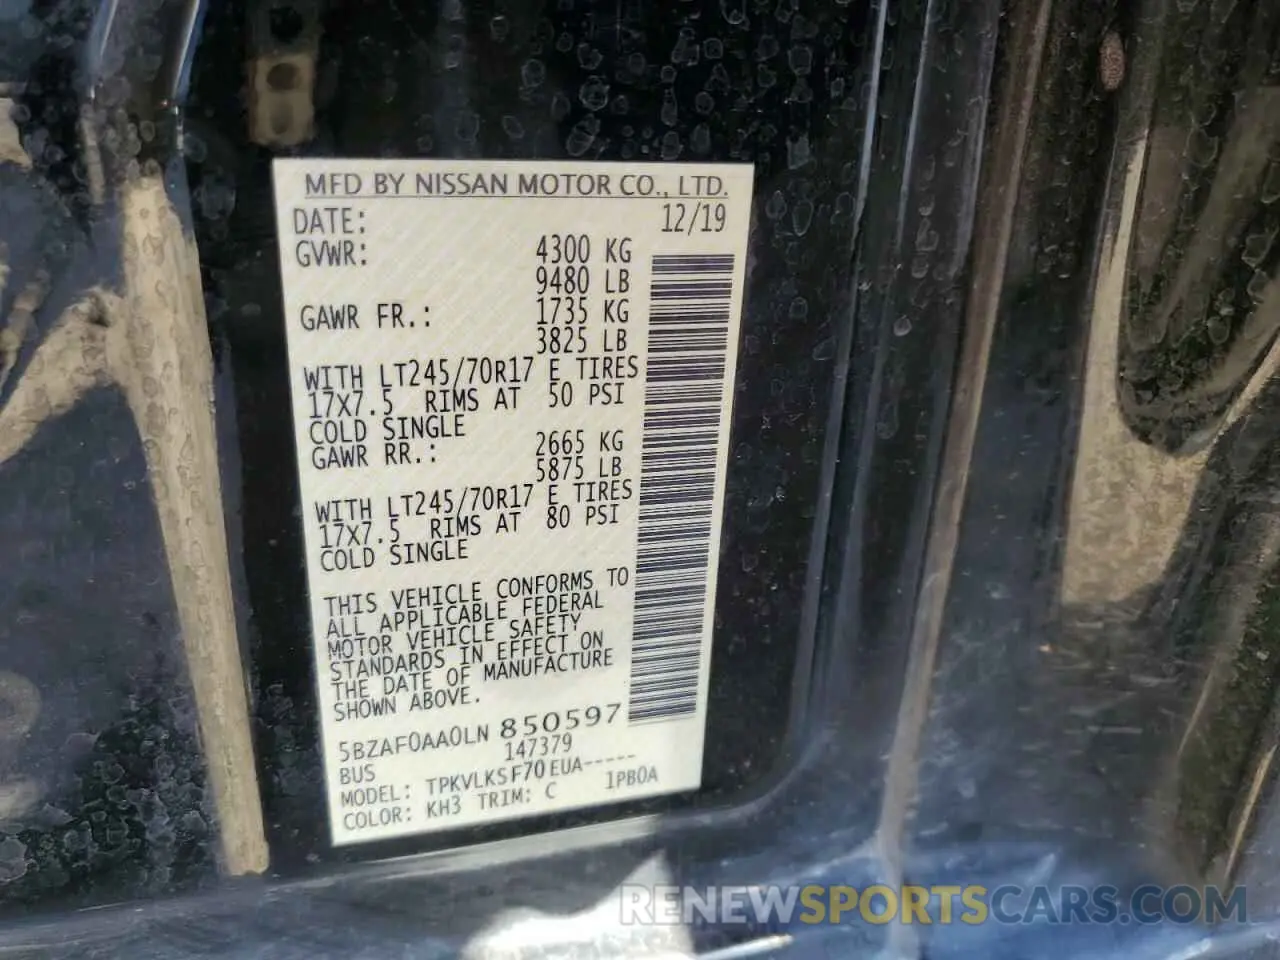 MFD BY NISSAN MOTOR CO., LTD.
DATE: 12/19
GVWR: 4300 KG
9480 LB
GAWR FR.: 1735 KG
3825 LB
WITH LT245/70R17 E TIRES
17X7.5 RIMS AT 50 PSI
COLD SINGLE
GAWR RR.: 2665 KG
5875 LB
WITH LT245/70R17 E TIRES
17X7.5 RIMS AT 80 PSI
COLD SINGLE
THIS VEHICLE CONFORMS TO
ALL APPLICABLE FEDERAL
MOTOR VEHICLE SAFETY
STANDARDS IN EFFECT ON
THE DATE OF MANUFACTURE
SHOWN ABOVE.
5BZAF0AA0LN 850597
BUS 147379
MODEL: TPKVLKSF70EUA-----
COLOR: KH3 TRIM: C 1PB0A
RENEWSPORTSCARS.COM